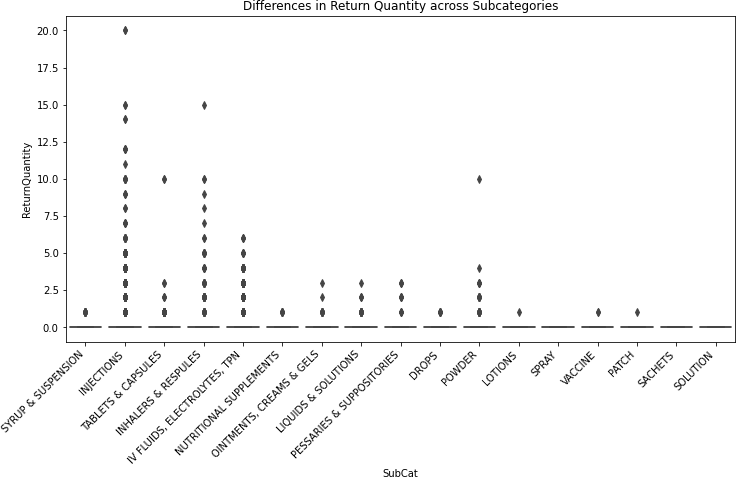 Differences in Return Quantity across Subcategories
ReturnQuantity
20.0
17.5
15.0
12.5
10.0
7.5
5.0
2.5
0.0
SYRUP & SUSPENSION
INJECTIONS
TABLETS & CAPSULES
INHALERS & RESPULES
IV FLUIDS, ELECTROLYTES, TPN
NUTRITIONAL SUPPLEMENTS
OINTMENTS, CREAMS & GELS
LIQUIDS & SOLUTIONS
PESSARIES & SUPPOSITORIES
DROPS
POWDER
LOTIONS
SPRAY
VACCINE
PATCH
SACHETS
SOLUTION
SubCat